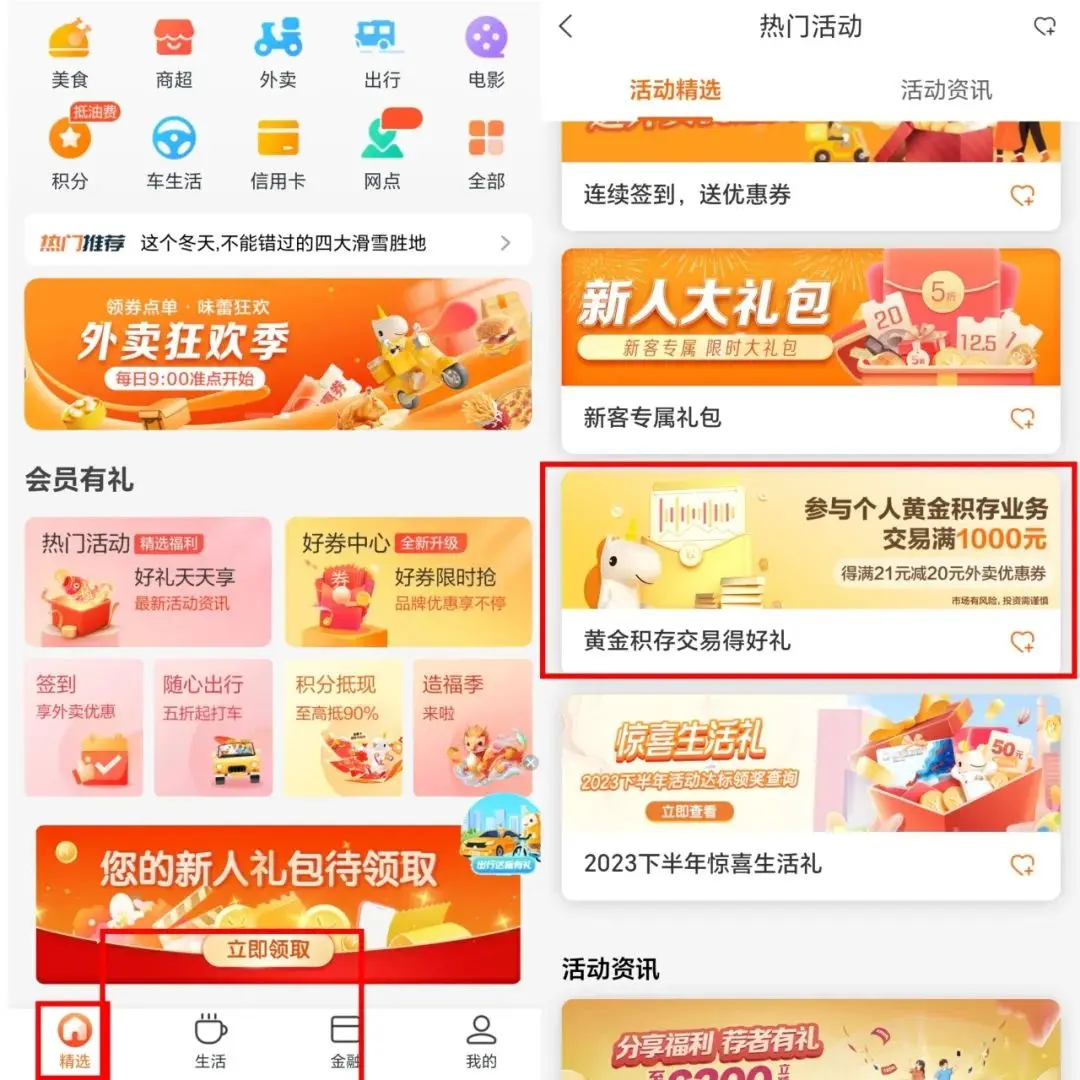 美食
商超
外卖
出行
电影
抵油费
积分
车生活
信用卡
网点
全部
热门推荐 这个冬天,不能错过的四大滑雪胜地
领券点单·味蕾狂欢
外卖狂欢季
每日9:00准点开始
会员有礼
热门活动 精选福利
好礼天天享
最新活动资讯
好券中心 全新升级
券
好券限时抢
品牌优惠享不停
签到
享外卖优惠
随心出行
五折起打车
积分抵现
至高抵90%
造福季
来啦
出行达标有礼
您的新人礼包待领取
立即领取
精选
生活
金融
我的
热门活动
活动精选
活动资讯
连续签到，送优惠券
新人大礼包
新客专属 限时大礼包
5折
20
12.5
5折
新客专属礼包
参与个人黄金积存业务
交易满1000元
得满21元减20元外卖优惠券
市场有风险, 投资需谨慎
黄金积存交易得好礼
惊喜生活礼
2023下半年活动达标领奖查询
立即查看
50元
2023下半年惊喜生活礼
活动资讯
分享福利 荐者有礼